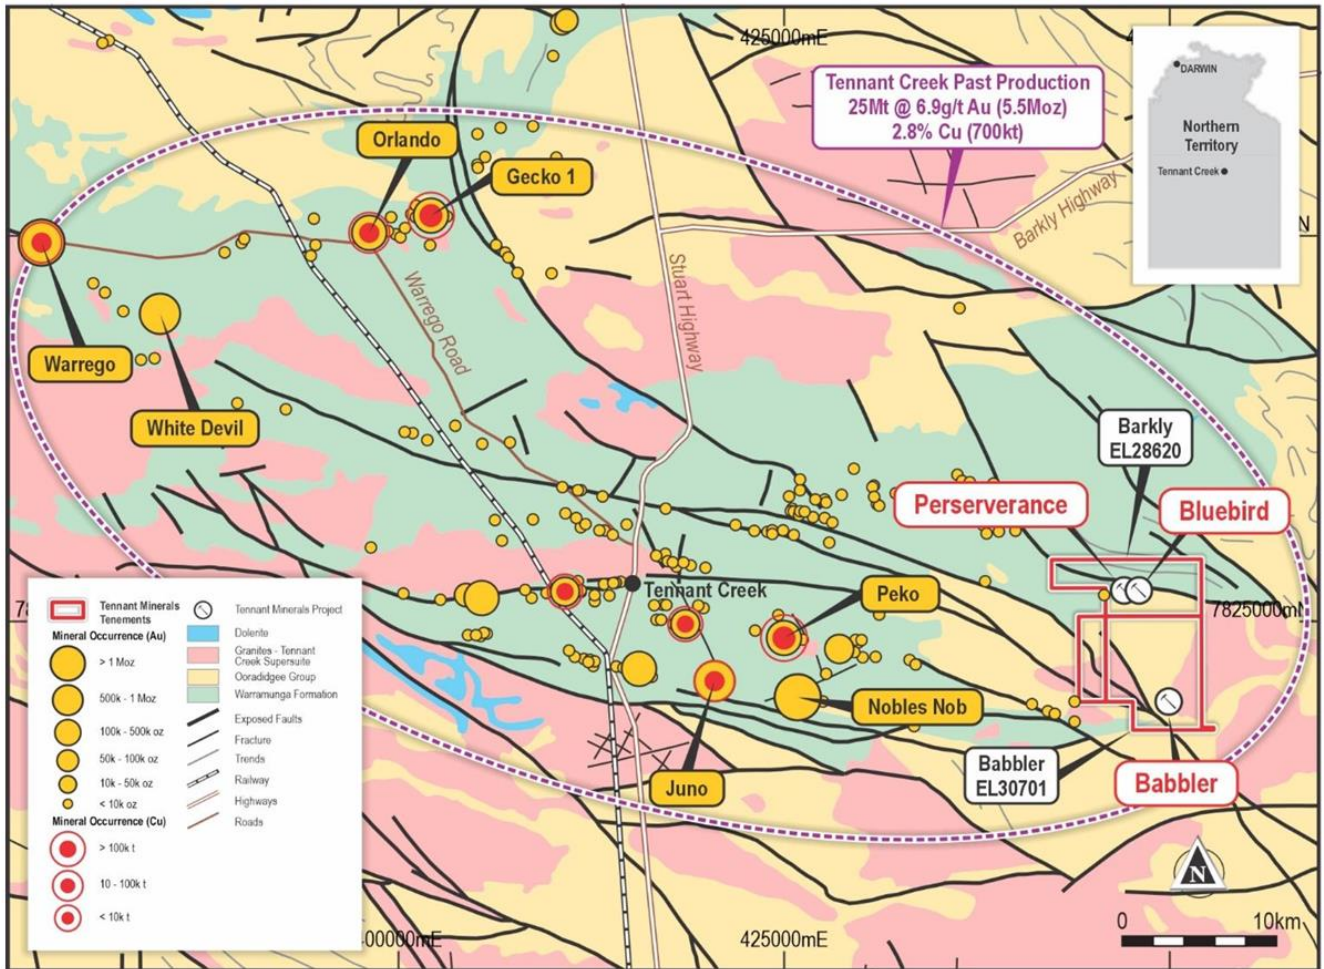 425000mE
4
DARWIN
Northern
Territory
Tennant Creek
Tennant Creek Past Production
25Mt @ 6.9g/t Au (5.5Moz)
2.8% Cu (700kt)
Orlando
Gecko 1
Barkly Highway
N
Warrego Road
Stuart Highway
Warrego
White Devil
Barkly
EL28620
Perserverance
Bluebird
Tennant Creek
Peko
78
7825000mN
Nobles Nob
Juno
Babbler
EL30701
Babbler
Tennant Minerals
Tenements
Mineral Occurrence (Au)
> 1 Moz
500k - 1 Moz
100k - 500k oz
50k - 100k oz
10k - 50k oz
< 10k oz
Mineral Occurrence (Cu)
> 100k t
10 - 100k t
< 10k t
Tennant Minerals Project
Dolerite
Granites - Tennant
Creek Supersuite
Ooradidgee Group
Warramunga Formation
Exposed Faults
Fracture
Trends
Railway
Highways
Roads
00000mE
425000mE
N
0 10km